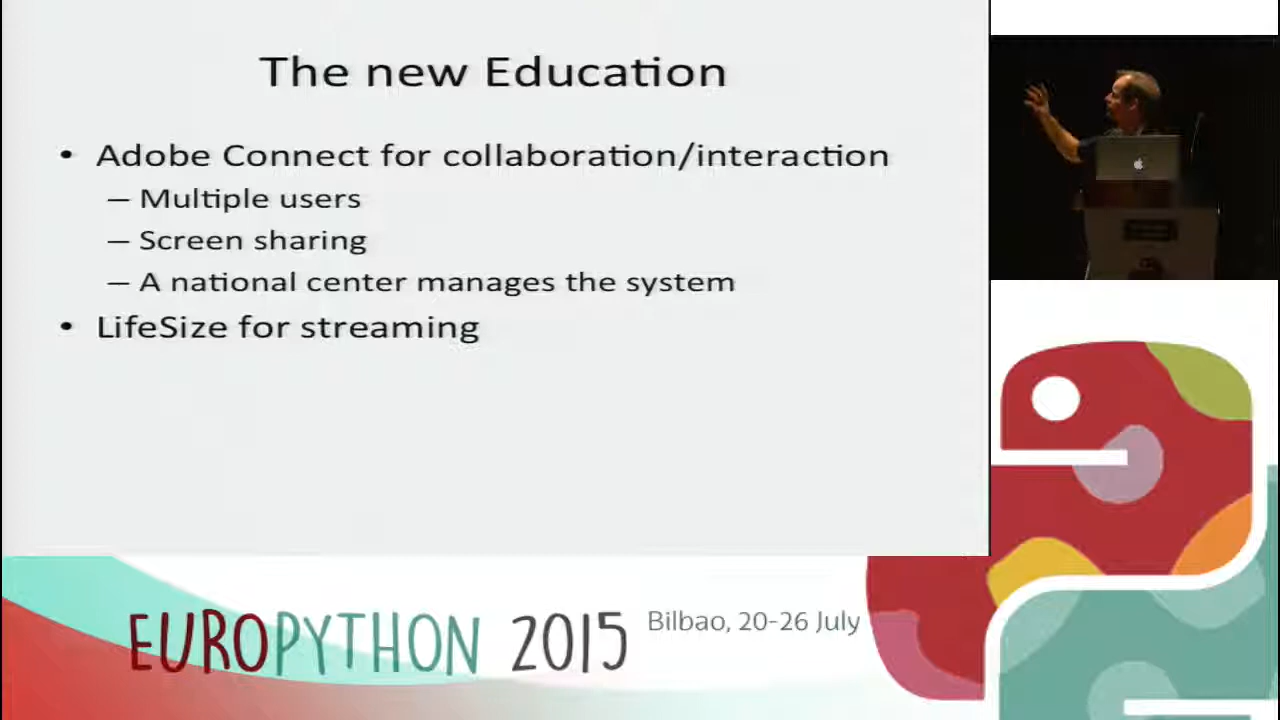 The new Education
• Adobe Connect for collaboration/interaction
– Multiple users
– Screen sharing
– A national center manages the system
• LifeSize for streaming
EUROPYTHON 2015
Bilbao, 20-26 July